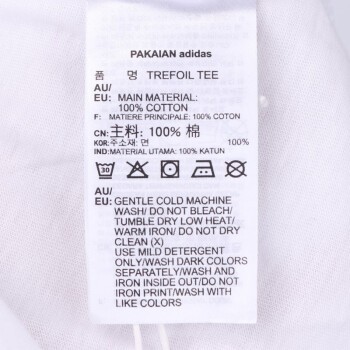 PAKAIAN adidas
품 명 TREFOIL TEE
AU/
EU: MAIN MATERIAL:
100% COTTON
F: MATIERE PRINCIPALE: 100% COTON
CN: 主料: 100% 棉
KOR: 주소재: 면 100%
IND: MATERIAL UTAMA: 100% KATUN
30
AU/
EU: GENTLE COLD MACHINE
WASH/ DO NOT BLEACH/
TUMBLE DRY LOW HEAT/
WARM IRON/ DO NOT DRY
CLEAN (X)
USE MILD DETERGENT
ONLY/WASH DARK COLORS
SEPARATELY/WASH AND
IRON INSIDE OUT/DO NOT
IRON PRINT/WASH WITH
LIKE COLORS